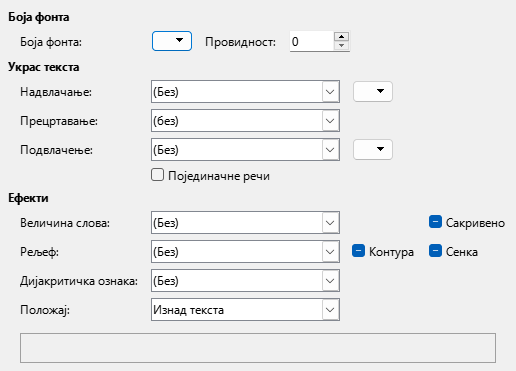 Боја фонта
Боја фонта: Провидност: 0
Украс текста
Надвлачање: (Без)
Прецртавање: (без)
Подвлачење: (Без)
Појединачне речи
Ефекти
Величина слова: (Без) Сакривено
Рељеф: (Без) Контура Сенка
Дијакритичка ознака: (Без)
Положај: Изнад текста